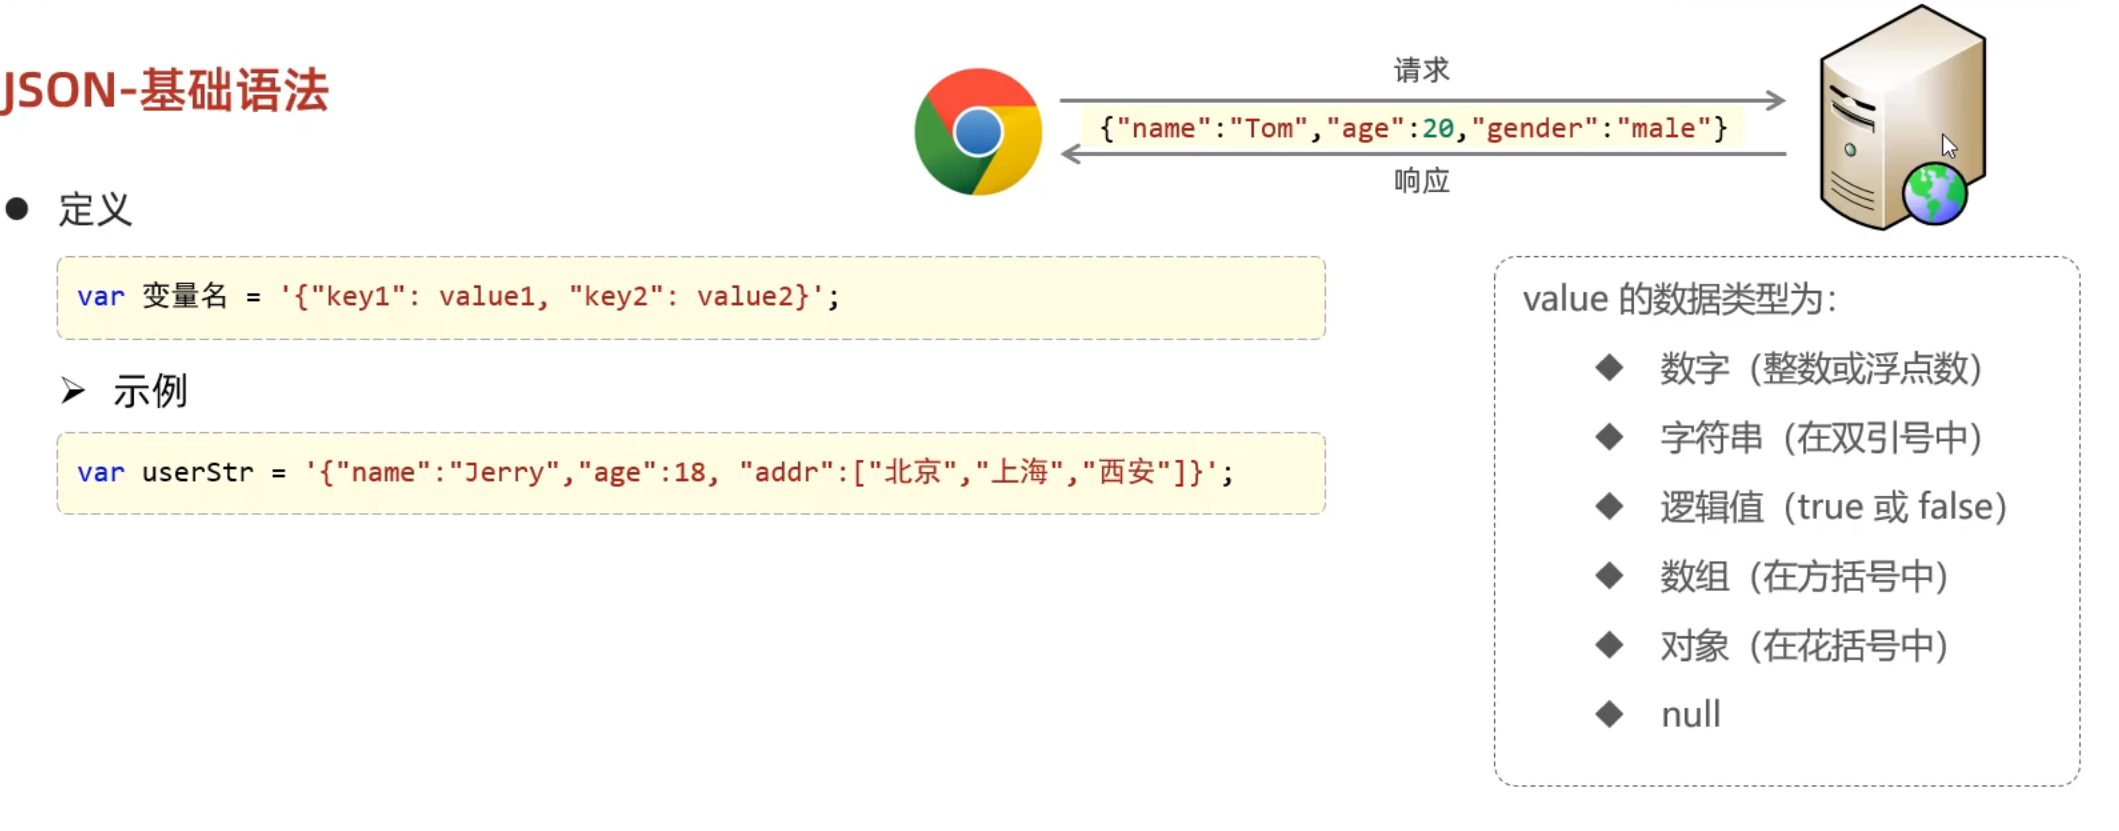 JSON-基础语法
请求
{"name":"Tom","age":20,"gender":"male"}
响应
定义
var 变量名 = '{"key1": value1, "key2": value2}';
示例
var userStr = '{"name":"Jerry","age":18, "addr":["北京","上海","西安"]}';
value 的数据类型为：
数字（整数或浮点数）
字符串（在双引号中）
逻辑值（true 或 false）
数组（在方括号中）
对象（在花括号中）
null